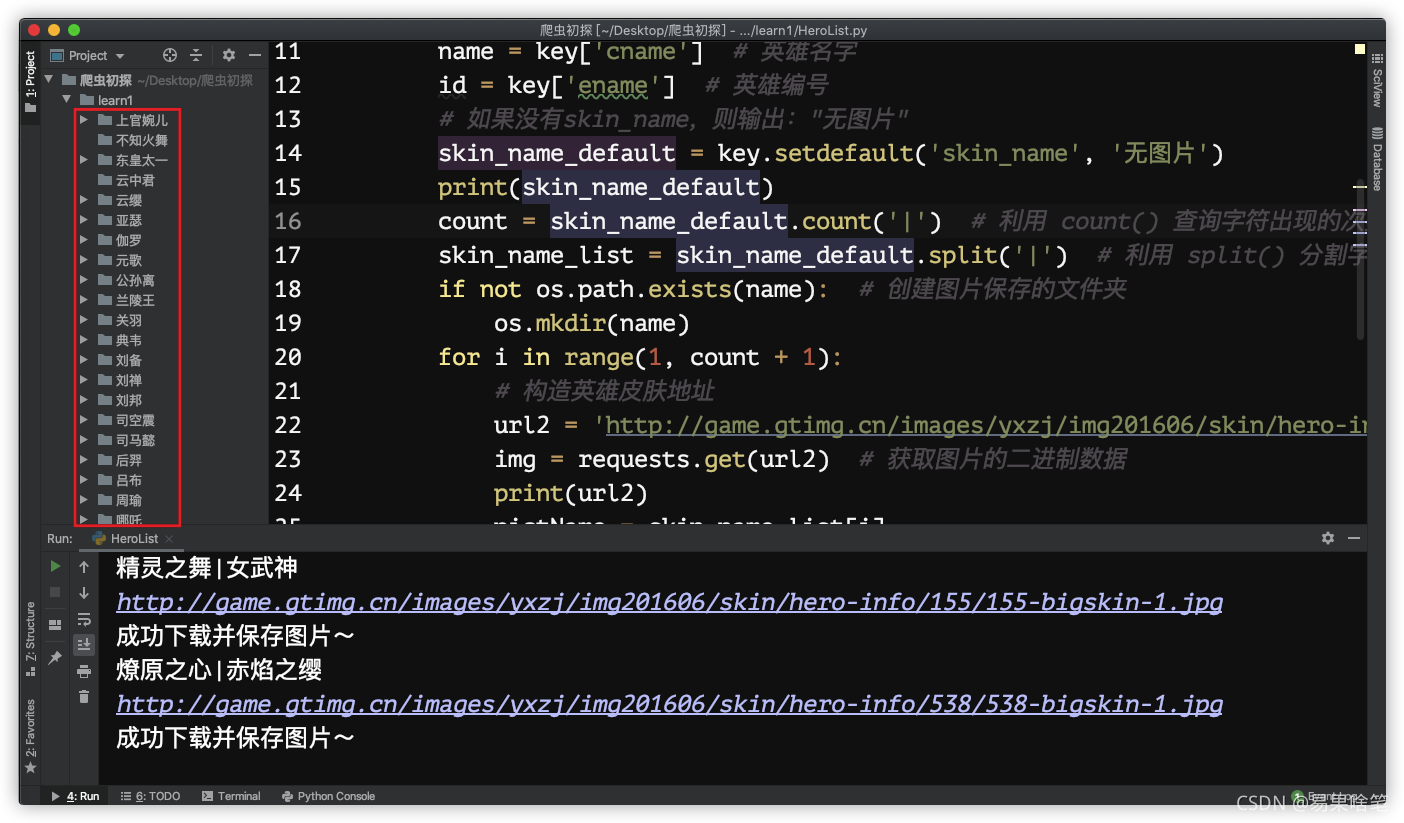 爬虫初探 [~/Desktop/爬虫初探] - .../learn1/HeroList.py
Project
1: Project
爬虫初探 ~/Desktop/爬虫初探
learn1
上官婉儿
不知火舞
东皇太一
云中君
云缨
亚瑟
伽罗
元歌
公孙离
兰陵王
关羽
典韦
刘备
刘禅
刘邦
司空震
司马懿
后羿
吕布
周瑜
哪吒
11 name = key['cname'] # 英雄名字
12 id = key['ename'] # 英雄编号
13 # 如果没有skin_name, 则输出："无图片"
14 skin_name_default = key.setdefault('skin_name', '无图片')
15 print(skin_name_default)
16 count = skin_name_default.count('|') # 利用 count() 查询字符出现的次
17 skin_name_list = skin_name_default.split('|') # 利用 split() 分割字
18 if not os.path.exists(name): # 创建图片保存的文件夹
19 os.mkdir(name)
20 for i in range(1, count + 1):
21 # 构造英雄皮肤地址
22 url2 = 'http://game.gtimg.cn/images/yxzj/img201606/skin/hero-in
23 img = requests.get(url2) # 获取图片的二进制数据
24 print(url2)
25 pictName = skin_name_list[i]
SciView
Database
Run: HeroList
精灵之舞|女武神
http://game.gtimg.cn/images/yxzj/img201606/skin/hero-info/155/155-bigskin-1.jpg
成功下载并保存图片～
燎原之心|赤焰之缨
http://game.gtimg.cn/images/yxzj/img201606/skin/hero-info/538/538-bigskin-1.jpg
成功下载并保存图片～
7: Structure
2: Favorites
4: Run 6: TODO Terminal Python Console
1 Event Log
CSDN @易果啥笔